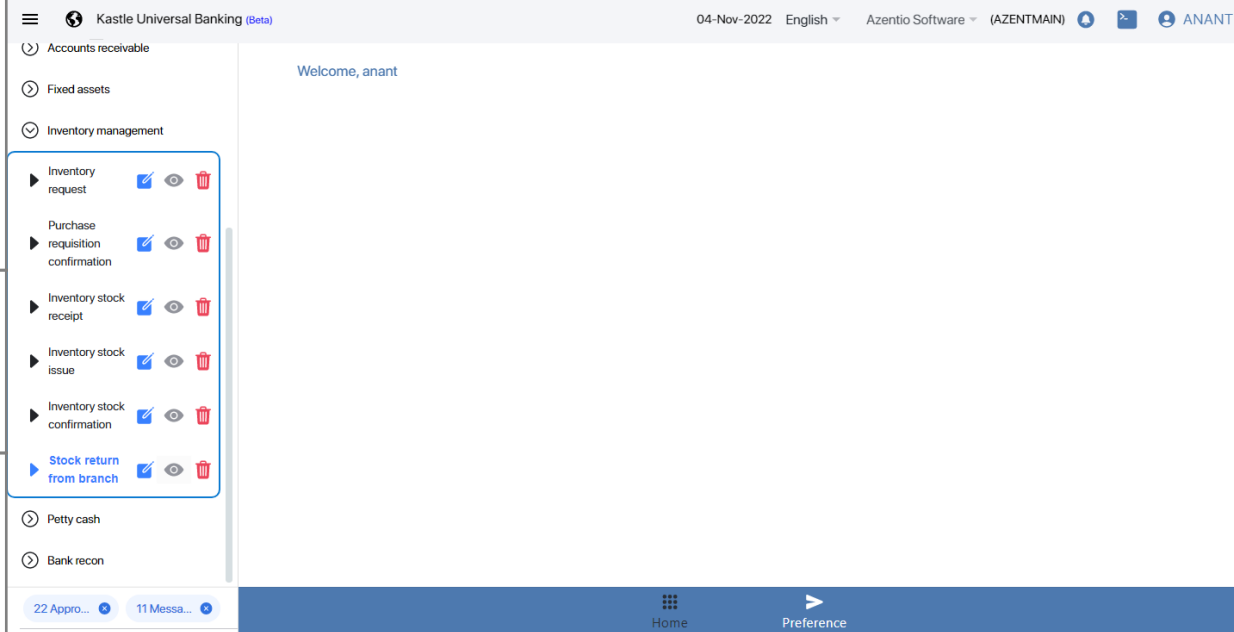 Kastle Universal Banking (Beta)
04-Nov-2022 English Azentio Software (AZENTMAIN) ANANT
Accounts receivable
Welcome, anant
Fixed assets
Inventory management
Inventory
request
Purchase
requisition
confirmation
Inventory stock
receipt
Inventory stock
issue
Inventory stock
confirmation
Stock return
from branch
Petty cash
Bank recon
22 Appro...
11 Messa...
Home
Preference